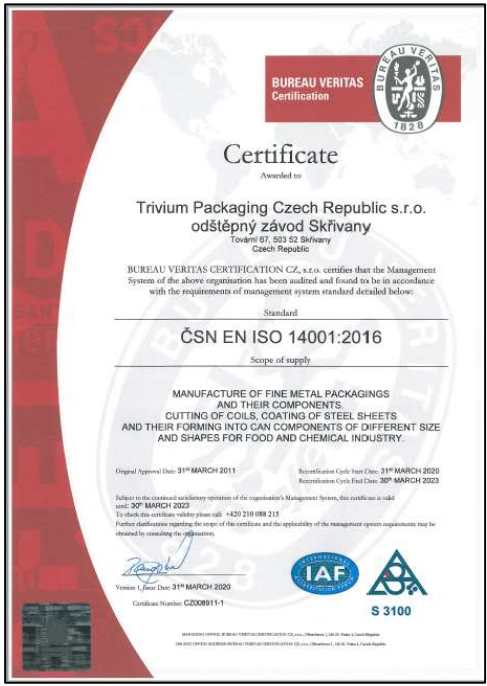 BUREAU VERITAS
Certification
BUREAU VERITAS
1828
Certificate
Awarded to
Trivium Packaging Czech Republic s.r.o.
odštěpný závod Skřivany
Tovární 67, 503 52 Skřivany
Czech Republic
BUREAU VERITAS CERTIFICATION CZ, s.r.o. certifies that the Management
System of the above organisation has been audited and found to be in accordance
with the requirements of management system standard detailed below:
Standard
ČSN EN ISO 14001:2016
Scope of supply
MANUFACTURE OF FINE METAL PACKAGINGS
AND THEIR COMPONENTS.
CUTTING OF COILS, COATING OF STEEL SHEETS
AND THEIR FORMING INTO CAN COMPONENTS OF DIFFERENT SIZE
AND SHAPES FOR FOOD AND CHEMICAL INDUSTRY.
Original Approval Date: 31st MARCH 2011
Recertification Cycle Start Date: 31st MARCH 2020
Recertification Cycle End Date: 30th MARCH 2023
Subject to the continued satisfactory operation of the organisation's Management System, this certificate is valid
until: 30th MARCH 2023
To check this certificate validity please call +420 210 088 215
Further clarifications regarding the scope of this certificate and the applicability of the management system requirements may be
obtained by consulting the organisation.
Version 1, Issue Date: 31st MARCH 2020
Certificate Number: CZ008911-1
IAF
S 3100